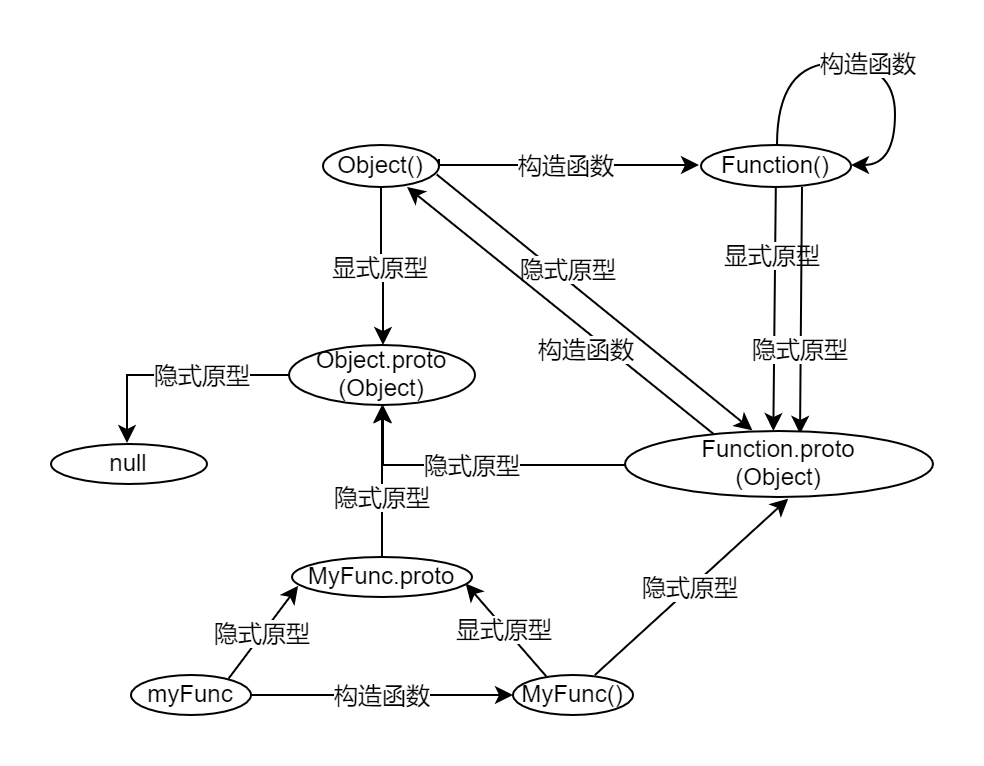 构造函数
Object()
构造函数
Function()
显式原型
隐式原型
显式原型
构造函数
隐式原型
Object.proto
(Object)
隐式原型
null
隐式原型
Function.proto
(Object)
隐式原型
MyFunc.proto
隐式原型
隐式原型
显式原型
myFunc
构造函数
MyFunc()